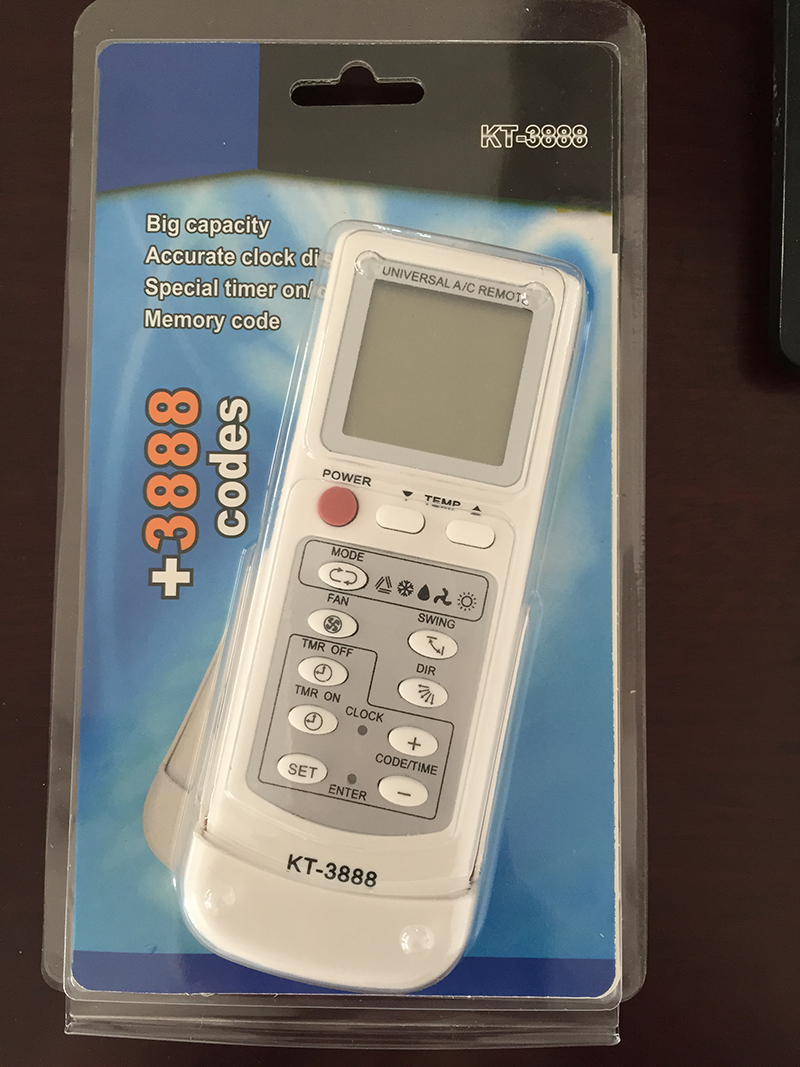 KT-3888
Big capacity
Accurate clock
Special timer on/
Memory code
+3888
codes
UNIVERSAL A/C REMOTE
POWER
TEMP
MODE
FAN
SWING
TMR OFF
DIR
TMR ON
CLOCK
+
CODE/TIME
SET
ENTER
−
KT-3888